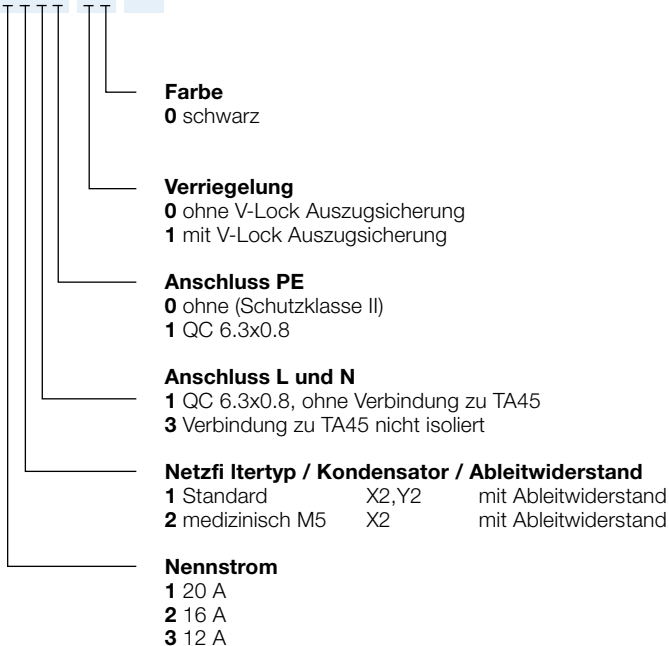 Farbe
0 schwarz
Verriegelung
0 ohne V-Lock Auszugsicherung
1 mit V-Lock Auszugsicherung
Anschluss PE
0 ohne (Schutzklasse II)
1 QC 6.3x0.8
Anschluss L und N
1 QC 6.3x0.8, ohne Verbindung zu TA45
3 Verbindung zu TA45 nicht isoliert
Netzfi ltertyp / Kondensator / Ableitwiderstand
1 Standard X2,Y2 mit Ableitwiderstand
2 medizinisch M5 X2 mit Ableitwiderstand
Nennstrom
1 20 A
2 16 A
3 12 A